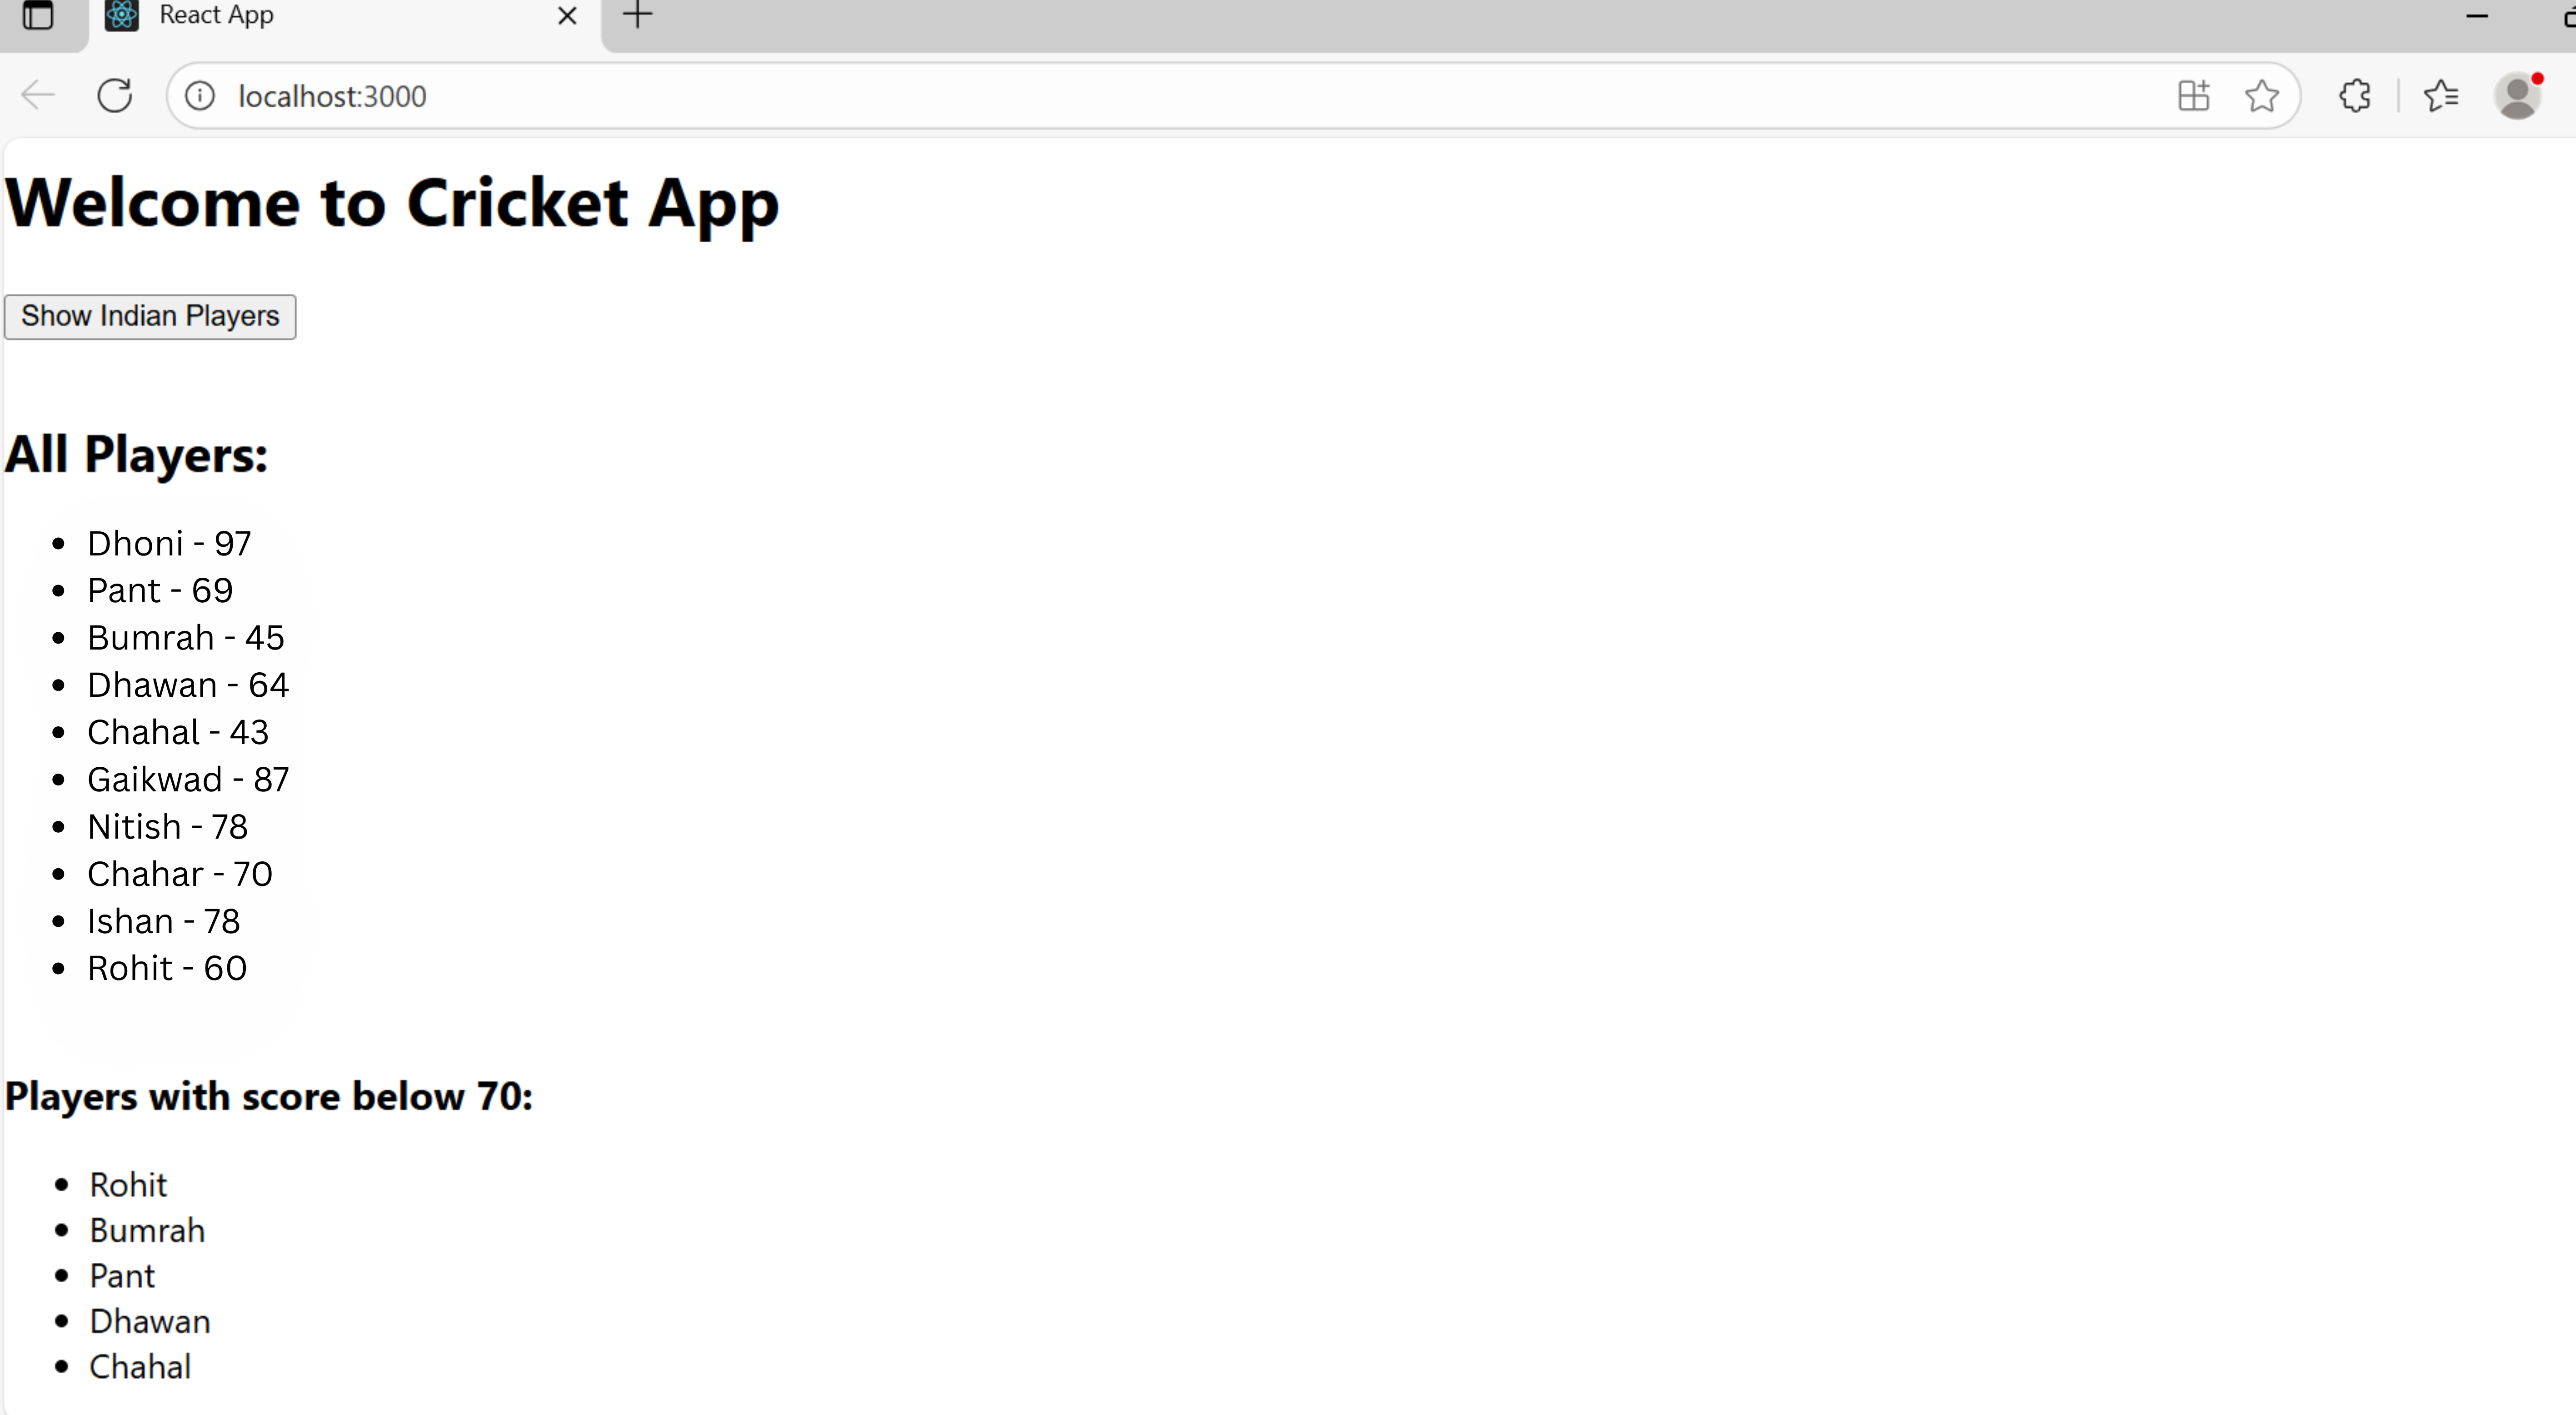 React App
localhost:3000
Welcome to Cricket App
Show Indian Players
All Players:
Dhoni - 97
Pant - 69
Bumrah - 45
Dhawan - 64
Chahal - 43
Gaikwad - 87
Nitish - 78
Chahar - 70
Ishan - 78
Rohit - 60
Players with score below 70:
Rohit
Bumrah
Pant
Dhawan
Chahal